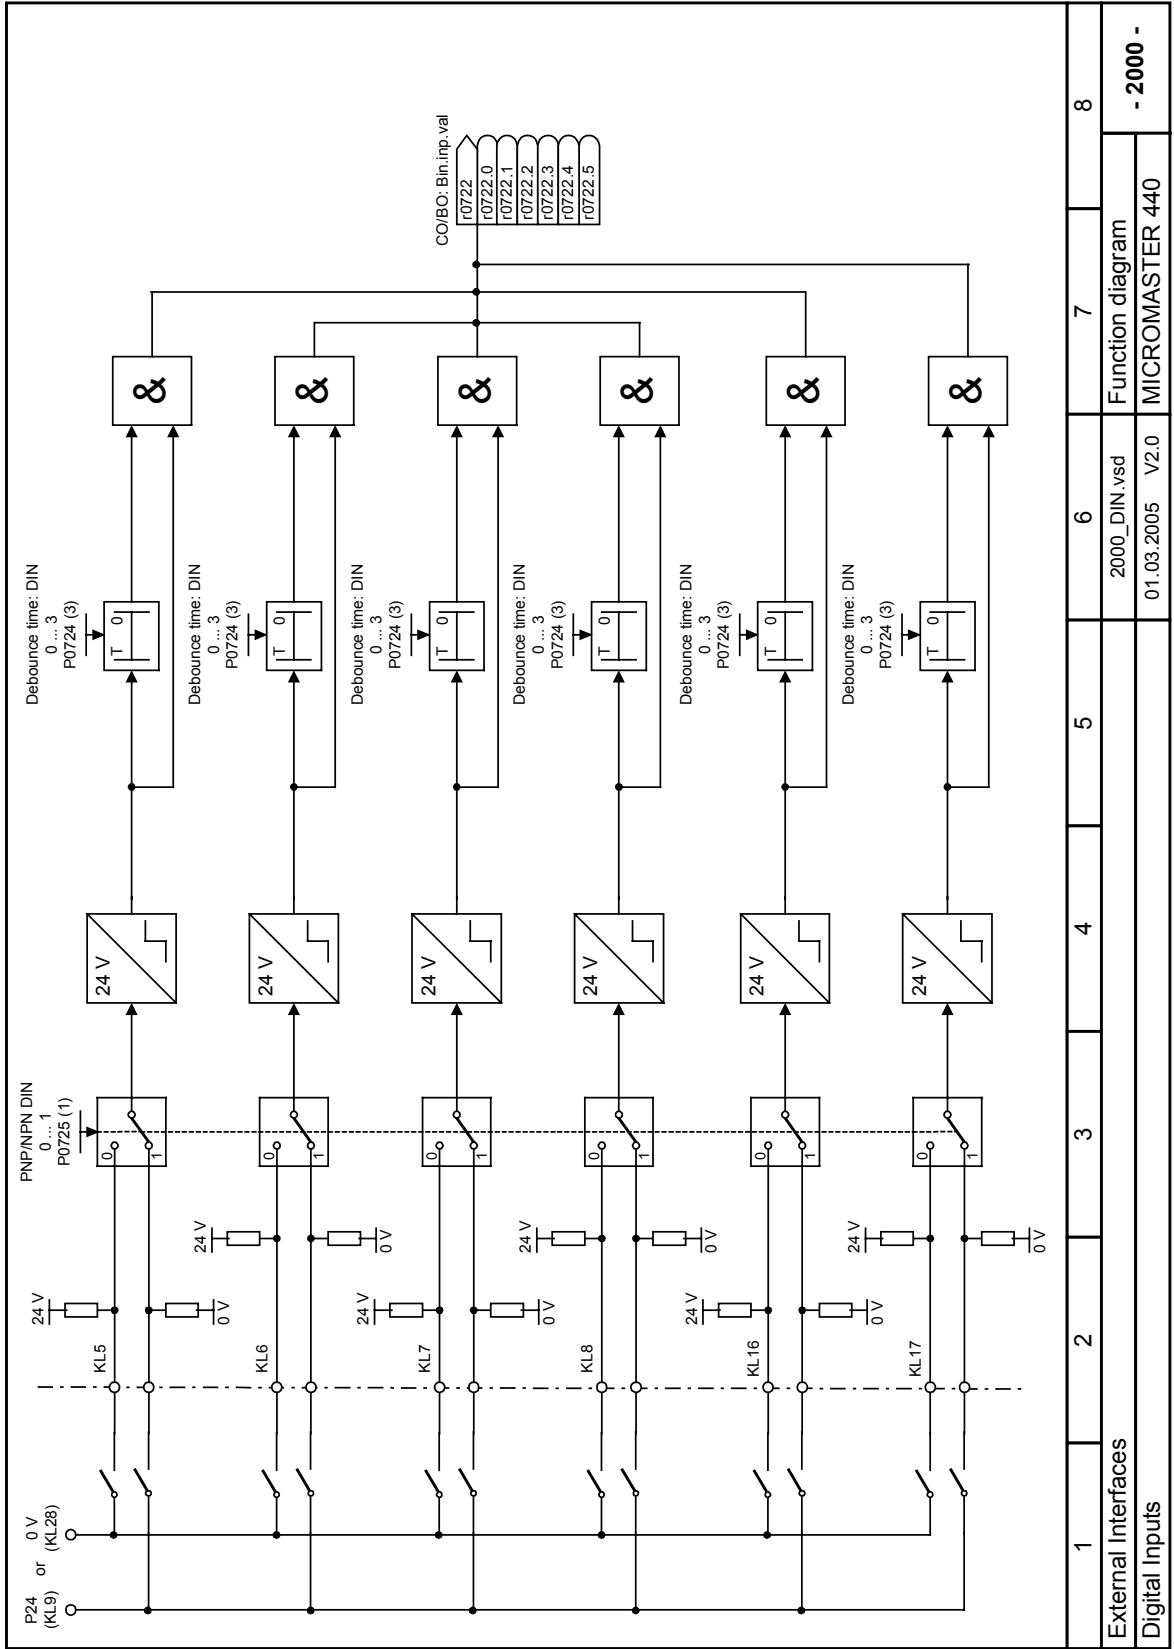 P24
(KL9)
or
0 V
(KL28)
PNP/NPN DIN
0 ... 1
P0725 (1)
Debounce time: DIN
0 ... 3
P0724 (3)
KL5
24 V
0 V
0
1
24 V
T 0
&
Debounce time: DIN
0 ... 3
P0724 (3)
KL6
24 V
0 V
0
1
24 V
T 0
&
Debounce time: DIN
0 ... 3
P0724 (3)
KL7
24 V
0 V
0
1
24 V
T 0
&
CO/BO: Bin.inp.val
r0722
r0722.0
r0722.1
r0722.2
r0722.3
r0722.4
r0722.5
Debounce time: DIN
0 ... 3
P0724 (3)
KL8
24 V
0 V
0
1
24 V
T 0
&
Debounce time: DIN
0 ... 3
P0724 (3)
KL16
24 V
0 V
0
1
24 V
T 0
&
Debounce time: DIN
0 ... 3
P0724 (3)
KL17
24 V
0 V
0
1
24 V
T 0
&
1 2 3 4 5 6 7 8
External Interfaces
2000_DIN.vsd
Function diagram
- 2000 -
Digital Inputs
01.03.2005 V2.0
MICROMASTER 440